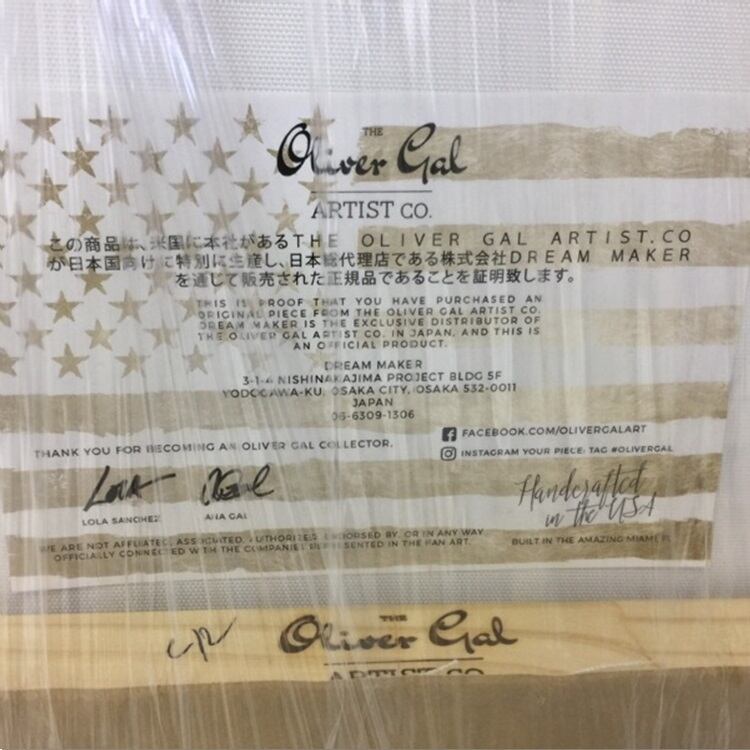 THE
Oliver Gal
ARTIST CO.
この商品は、米国に本社があるTHE OLIVER GAL ARTIST.CO
が日本国向けに特別に生産し、日本総代理店である株式会社DREAM MAKER
を通じて販売された正規品であることを証明致します。
THIS IS PROOF THAT YOU HAVE PURCHASED AN
ORIGINAL PIECE FROM THE OLIVER GAL ARTIST CO.
DREAM MAKER IS THE EXCLUSIVE DISTRIBUTOR OF
THE OLIVER GAL ARTIST CO. IN JAPAN, AND THIS IS
AN OFFICIAL PRODUCT.
DREAM MAKER
3-1-4 NISHINAKAJIMA PROJECT BLDG 5F
YODOGAWA-KU, OSAKA CITY, OSAKA 532-0011
JAPAN
06-6309-1306
FACEBOOK.COM/OLIVERGALART
THANK YOU FOR BECOMING AN OLIVER GAL COLLECTOR.
INSTAGRAM YOUR PIECE: TAG #OLIVERGAL
LOLA SANCHEZ
ANA GAL
Handcrafted
in the USA
WE ARE NOT AFFILIATED, ASSOCIATED, AUTHORIZED, ENDORSED BY, OR IN ANY WAY
OFFICIALLY CONNECTED WITH THE COMPANIES REPRESENTED IN THE FAN ART.
BUILT IN THE AMAZING MIAMI FL
THE
Oliver Gal
ARTIST CO